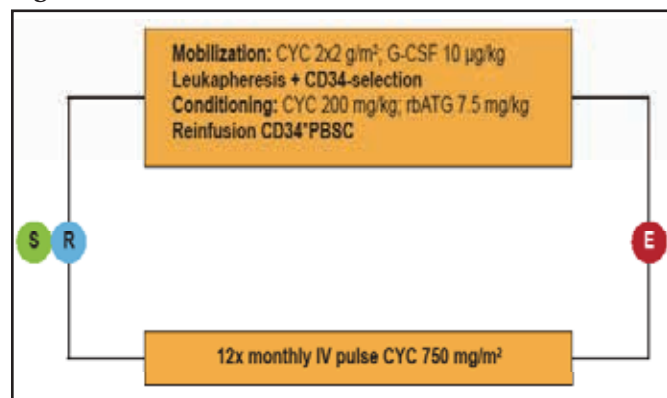 Mobilization: CYC 2x2 g/m²; G-CSF 10 µg/kg
Leukapheresis + CD34-selection
Conditioning: CYC 200 mg/kg; rbATG 7.5 mg/kg
Reinfusion CD34⁺PBSC
S R E
12x monthly IV pulse CYC 750 mg/m²